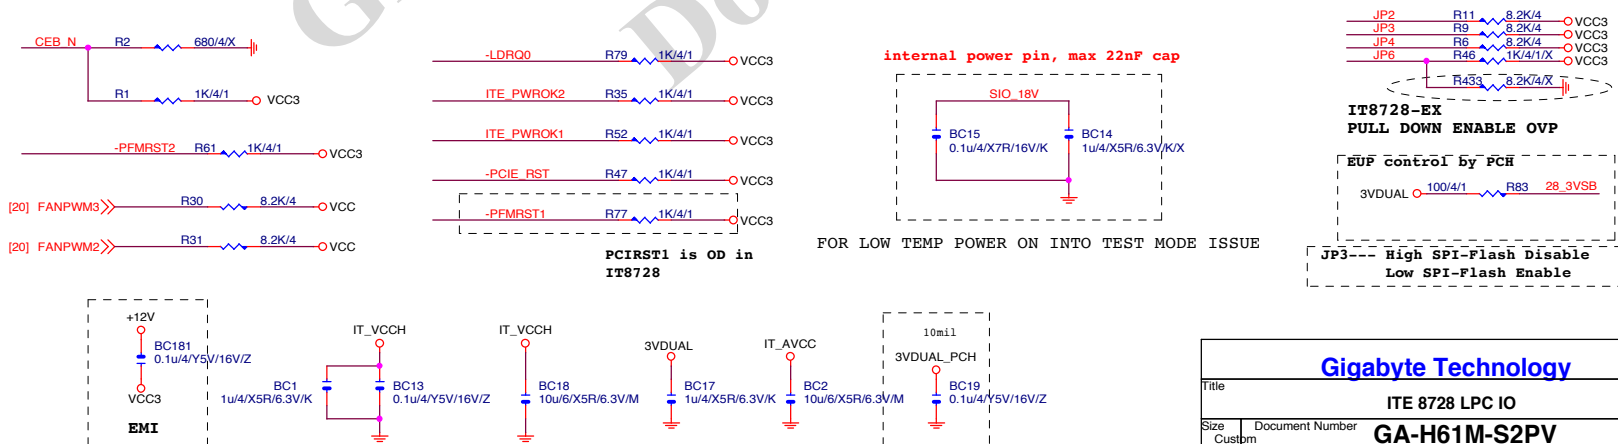 CEB_N R2 680/4/X
R1 1K/4/1 VCC3
-PFMRST2 R61 1K/4/1 VCC3
[20] FANPWM3 R30 8.2K/4 VCC
[20] FANPWM2 R31 8.2K/4 VCC
-LDRQ0 R79 1K/4/1 VCC3
ITE_PWROK2 R35 1K/4/1 VCC3
ITE_PWROK1 R52 1K/4/1 VCC3
-PCIE_RST R47 1K/4/1 VCC3
-PFMRST1 R77 1K/4/1 VCC3
PCIRST1 is OD in
IT8728
internal power pin, max 22nF cap
SIO_18V
BC15 BC14
0.1u/4/X7R/16V/K 1u/4/X5R/6.3V/K/X
FOR LOW TEMP POWER ON INTO TEST MODE ISSUE
JP2 R11 8.2K/4 VCC3
JP3 R9 8.2K/4 VCC3
JP4 R6 8.2K/4 VCC3
JP6 R46 1K/4/1/X VCC3
R433 8.2K/4/X
IT8728-EX
PULL DOWN ENABLE OVP
EUP control by PCH
3VDUAL 100/4/1 R83 28_3VSB
JP3--- High SPI-Flash Disable
Low SPI-Flash Enable
+12V
BC181
0.1u/4/Y5V/16V/Z
VCC3
EMI
IT_VCCH
BC1 BC13
1u/4/X5R/6.3V/K 0.1u/4/Y5V/16V/Z
IT_VCCH
BC18
10u/6/X5R/6.3V/M
3VDUAL
BC17
1u/4/X5R/6.3V/K
IT_AVCC
BC2
10u/6/X5R/6.3V/M
10mil
3VDUAL_PCH
BC19
0.1u/4/Y5V/16V/Z
Gigabyte Technology
Title
ITE 8728 LPC IO
Size Document Number
Custom GA-H61M-S2PV